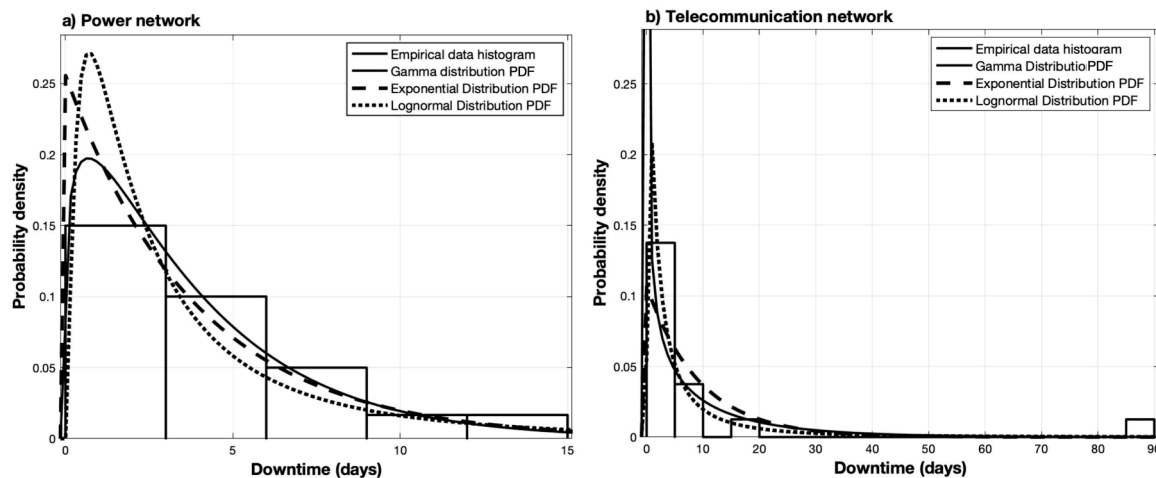 a) Power network
Empirical data histogram
Gamma distribution PDF
Exponential Distribution PDF
Lognormal Distribution PDF
Probability density
0.25
0.2
0.15
0.1
0.05
0
0 5 10 15
Downtime (days)
b) Telecommunication network
Empirical data histogram
Gamma DistributioPDF
Exponential Distribution PDF
Lognormal Distribution PDF
Probability density
0.25
0.2
0.15
0.1
0.05
0
0 10 20 30 40 50 60 70 80 90
Downtime (days)